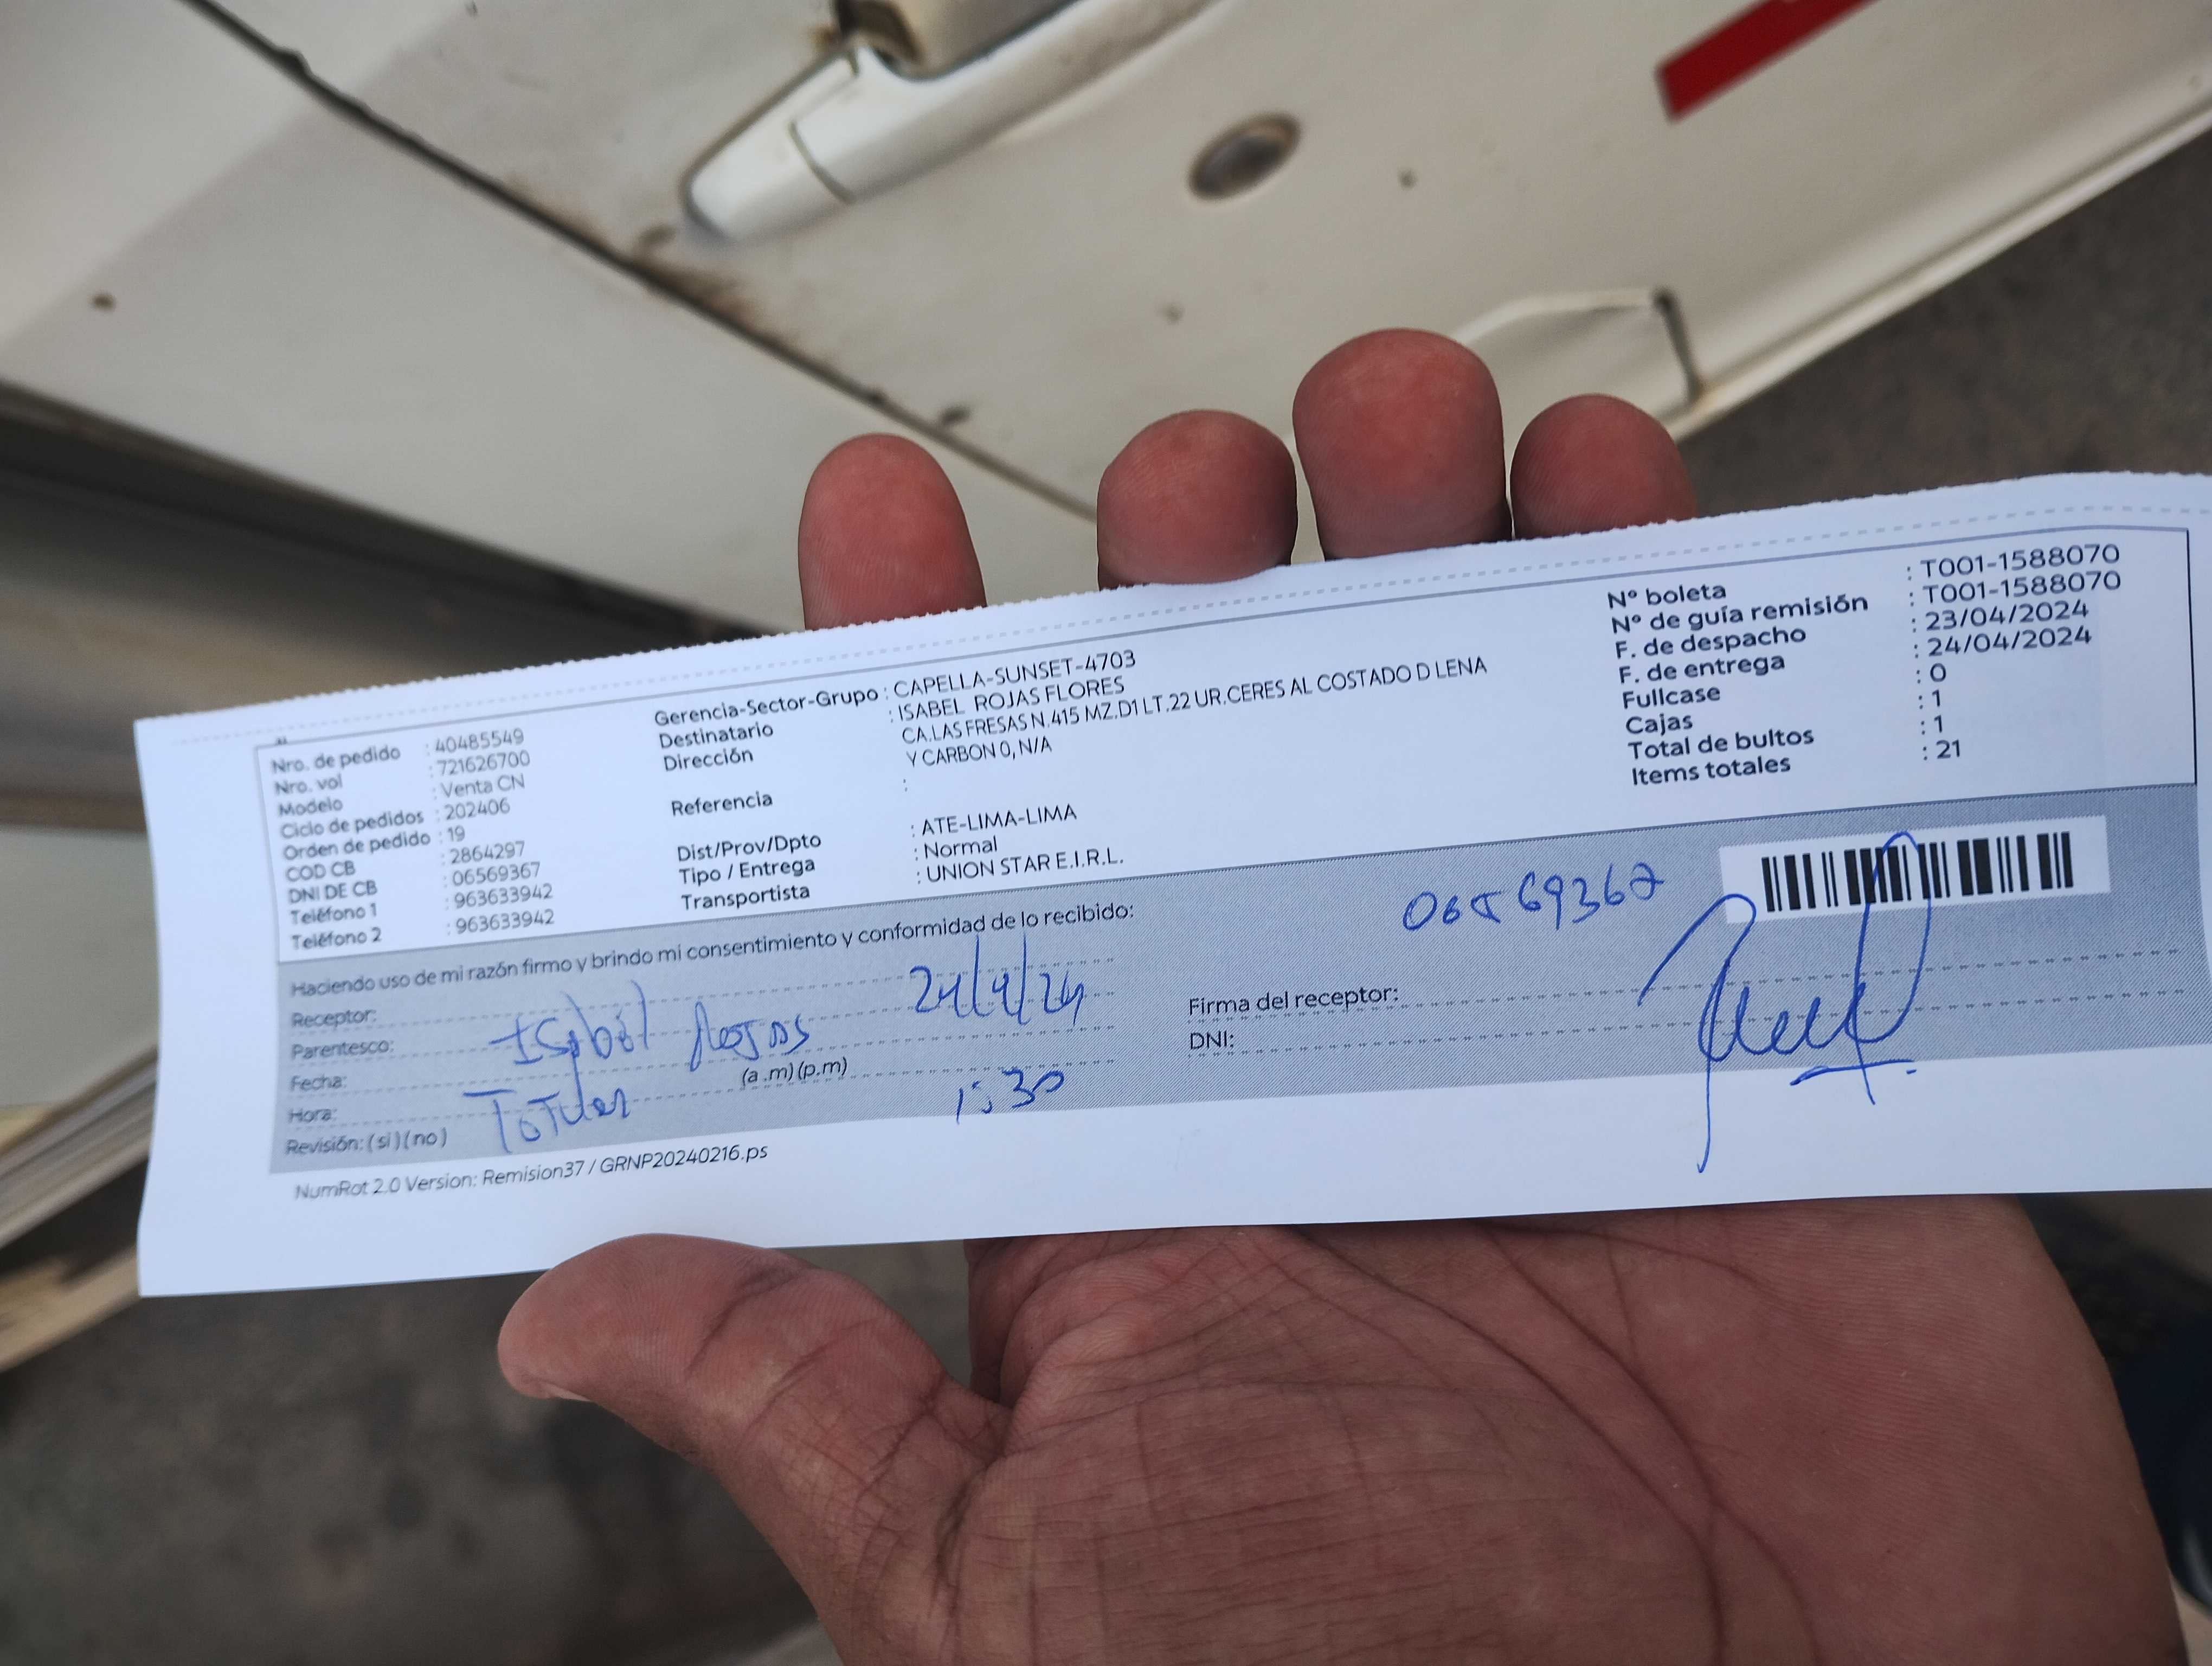 Nro. de pedido : 40485549
Nro. vol : 721626700
Modelo : Venta CN
Ciclo de pedidos : 202406
Orden de pedido : 19
COD CB : 2864297
DNI DE CB : 06569367
Teléfono 1 : 963633942
Teléfono 2 : 963633942
Gerencia-Sector-Grupo : CAPELLA-SUNSET-4703
Destinatario : ISABEL ROJAS FLORES
Dirección CA.LAS FRESAS N.415 MZ.D1 LT.22 UR.CERES AL COSTADO D LENA
Y CARBON 0, N/A
Referencia :
Dist/Prov/Dpto : ATE-LIMA-LIMA
Tipo / Entrega : Normal
Transportista : UNION STAR E.I.R.L.
N° boleta : T001-1588070
N° de guía remisión : T001-1588070
F. de despacho : 23/04/2024
F. de entrega : 24/04/2024
Fullcase : 0
Cajas : 1
Total de bultos : 1
Items totales : 21
Haciendo uso de mi razón firmo y brindo mi consentimiento y conformidad de lo recibido:
Receptor:
Parentesco: Isabel Rojas 24/4/24
Fecha:
Hora: (a .m) (p.m)
Revisión: ( si ) ( no ) 1:30
06569367
Firma del receptor:
DNI:
NumRot 2.0 Version: Remision37 / GRNP20240216.ps